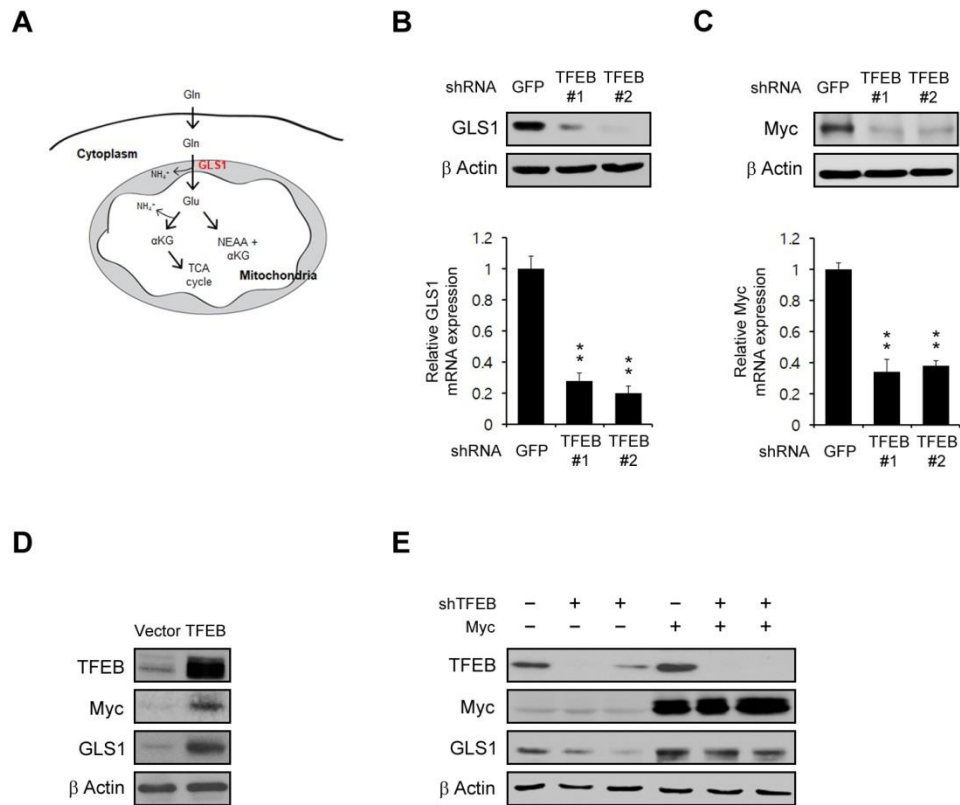 A
Gln
Gln
Cytoplasm
GLS1
NH₄⁺
Glu
NH₄⁺
αKG
NEAA +
αKG
TCA
cycle
Mitochondria
B
shRNA GFP TFEB #1 TFEB #2
GLS1
β Actin
Relative GLS1
mRNA expression
1.2
1
0.8
0.6
0.4
0.2
0
**
**
shRNA GFP TFEB #1 TFEB #2
C
shRNA GFP TFEB #1 TFEB #2
Myc
β Actin
Relative Myc
mRNA expression
1.2
1
0.8
0.6
0.4
0.2
0
**
**
shRNA GFP TFEB #1 TFEB #2
D
Vector TFEB
TFEB
Myc
GLS1
β Actin
E
shTFEB – + + – + +
Myc – – – + + +
TFEB
Myc
GLS1
β Actin